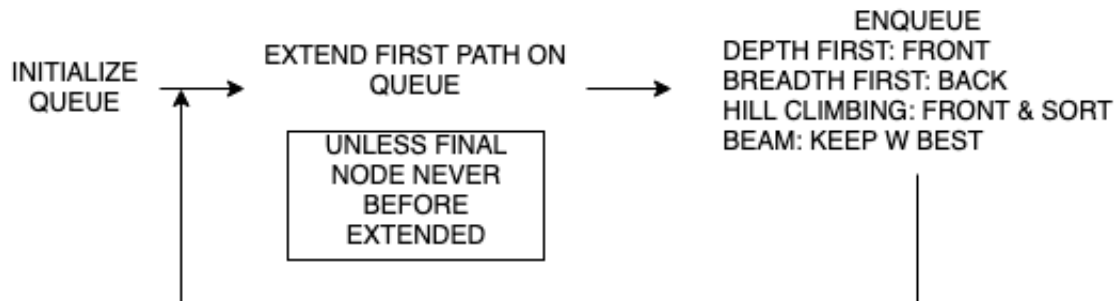 INITIALIZE
QUEUE
EXTEND FIRST PATH ON
QUEUE
UNLESS FINAL
NODE NEVER
BEFORE
EXTENDED
ENQUEUE
DEPTH FIRST: FRONT
BREADTH FIRST: BACK
HILL CLIMBING: FRONT & SORT
BEAM: KEEP W BEST